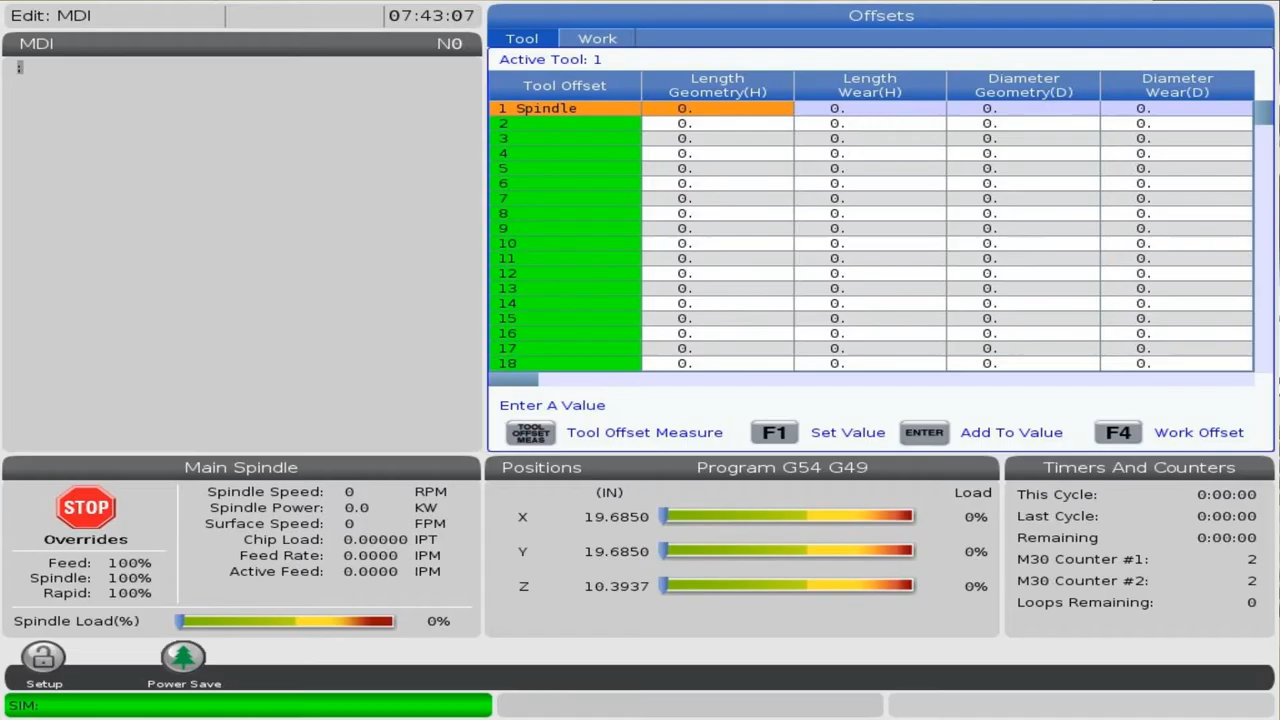 Edit: MDI 07:43:07
MDI N0
;
Offsets
Tool Work
Active Tool: 1
Tool Offset Length Geometry(H) Length Wear(H) Diameter Geometry(D) Diameter Wear(D)
1 Spindle 0. 0. 0. 0.
2 0. 0. 0. 0.
3 0. 0. 0. 0.
4 0. 0. 0. 0.
5 0. 0. 0. 0.
6 0. 0. 0. 0.
7 0. 0. 0. 0.
8 0. 0. 0. 0.
9 0. 0. 0. 0.
10 0. 0. 0. 0.
11 0. 0. 0. 0.
12 0. 0. 0. 0.
13 0. 0. 0. 0.
14 0. 0. 0. 0.
15 0. 0. 0. 0.
16 0. 0. 0. 0.
17 0. 0. 0. 0.
18 0. 0. 0. 0.
Enter A Value
TOOL OFFSET MEAS Tool Offset Measure F1 Set Value ENTER Add To Value F4 Work Offset
Main Spindle
STOP
Overrides
Feed: 100%
Spindle: 100%
Rapid: 100%
Spindle Speed: 0 RPM
Spindle Power: 0.0 KW
Surface Speed: 0 FPM
Chip Load: 0.00000 IPT
Feed Rate: 0.0000 IPM
Active Feed: 0.0000 IPM
Spindle Load(%) 0%
Positions Program G54 G49
(IN) Load
X 19.6850 0%
Y 19.6850 0%
Z 10.3937 0%
Timers And Counters
This Cycle: 0:00:00
Last Cycle: 0:00:00
Remaining 0:00:00
M30 Counter #1: 2
M30 Counter #2: 2
Loops Remaining: 0
Setup Power Save
SIM: